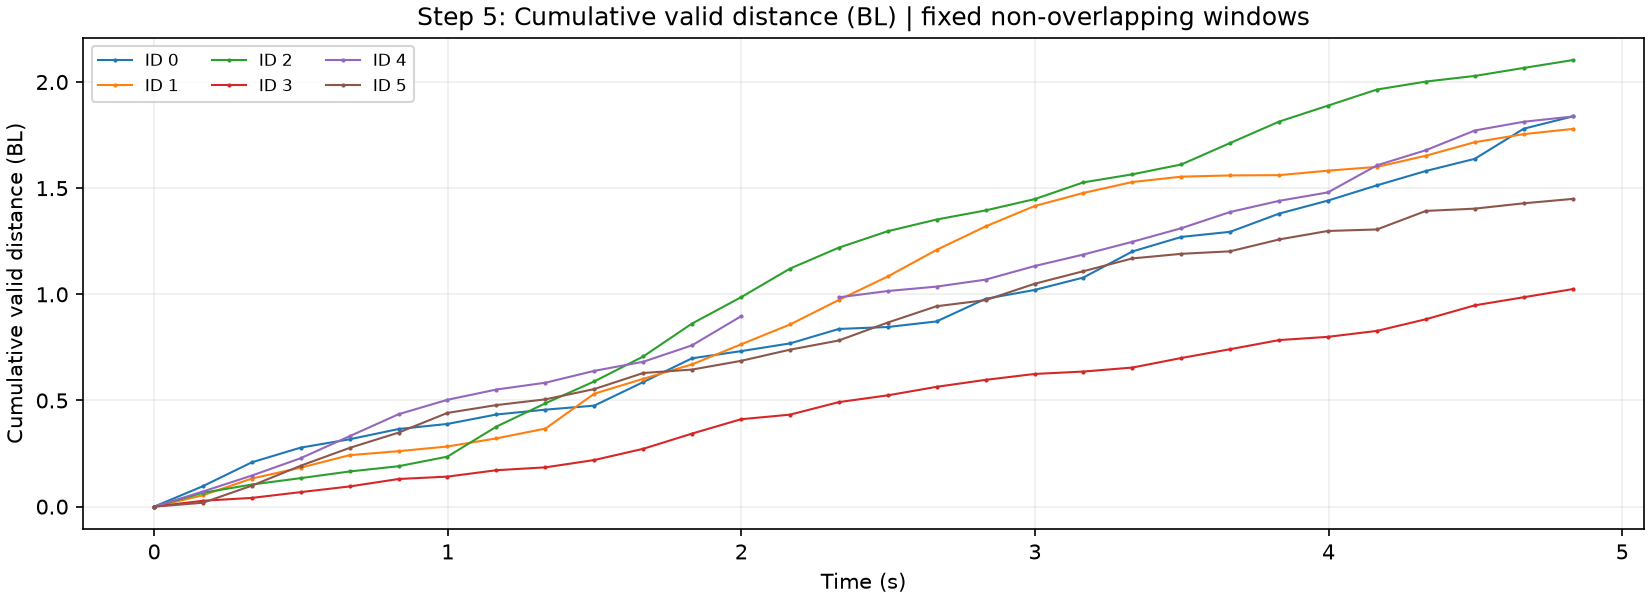 Step 5: Cumulative valid distance (BL) | fixed non-overlapping windows
ID 0 ID 2 ID 4
ID 1 ID 3 ID 5
Cumulative valid distance (BL)
2.0
1.5
1.0
0.5
0.0
0 1 2 3 4 5
Time (s)